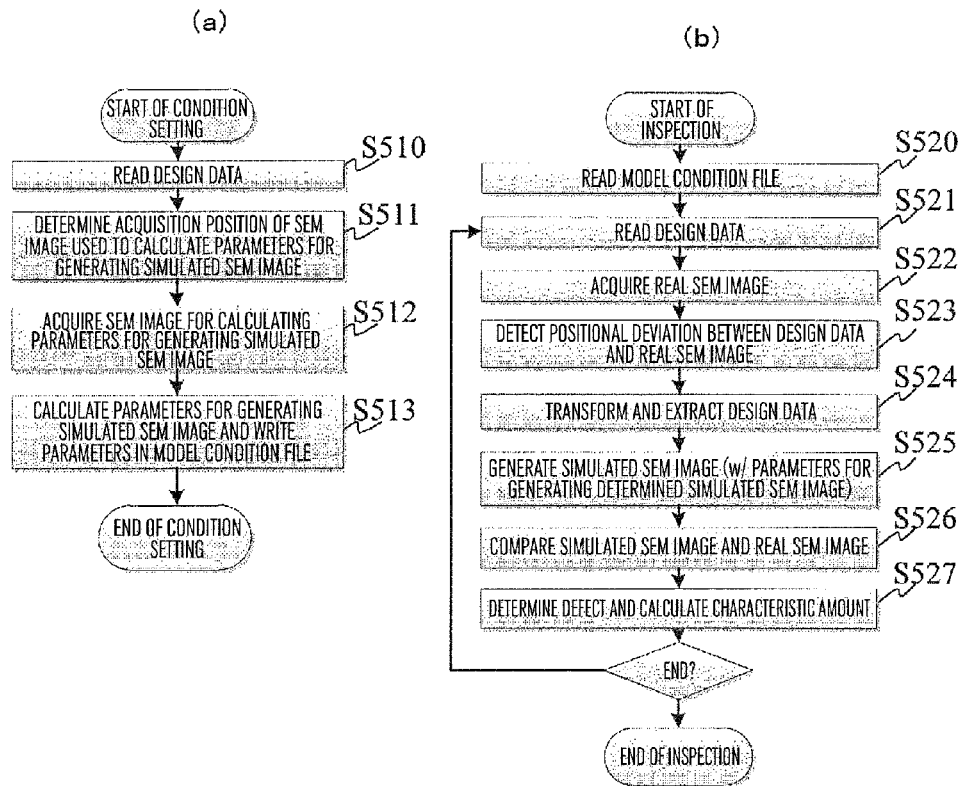 (a)
START OF CONDITION
SETTING
S510
READ DESIGN DATA
S511
DETERMINE ACQUISITION POSITION OF SEM
IMAGE USED TO CALCULATE PARAMETERS FOR
GENERATING SIMULATED SEM IMAGE
S512
ACQUIRE SEM IMAGE FOR CALCULATING
PARAMETERS FOR GENERATING SIMULATED
SEM IMAGE
S513
CALCULATE PARAMETERS FOR GENERATING
SIMULATED SEM IMAGE AND WRITE
PARAMETERS IN MODEL CONDITION FILE
END OF CONDITION
SETTING
(b)
START OF
INSPECTION
S520
READ MODEL CONDITION FILE
S521
READ DESIGN DATA
S522
ACQUIRE REAL SEM IMAGE
S523
DETECT POSITIONAL DEVIATION BETWEEN DESIGN DATA
AND REAL SEM IMAGE
S524
TRANSFORM AND EXTRACT DESIGN DATA
S525
GENERATE SIMULATED SEM IMAGE (w/ PARAMETERS FOR
GENERATING DETERMINED SIMULATED SEM IMAGE)
S526
COMPARE SIMULATED SEM IMAGE AND REAL SEM IMAGE
S527
DETERMINE DEFECT AND CALCULATE CHARACTERISTIC AMOUNT
END?
END OF INSPECTION